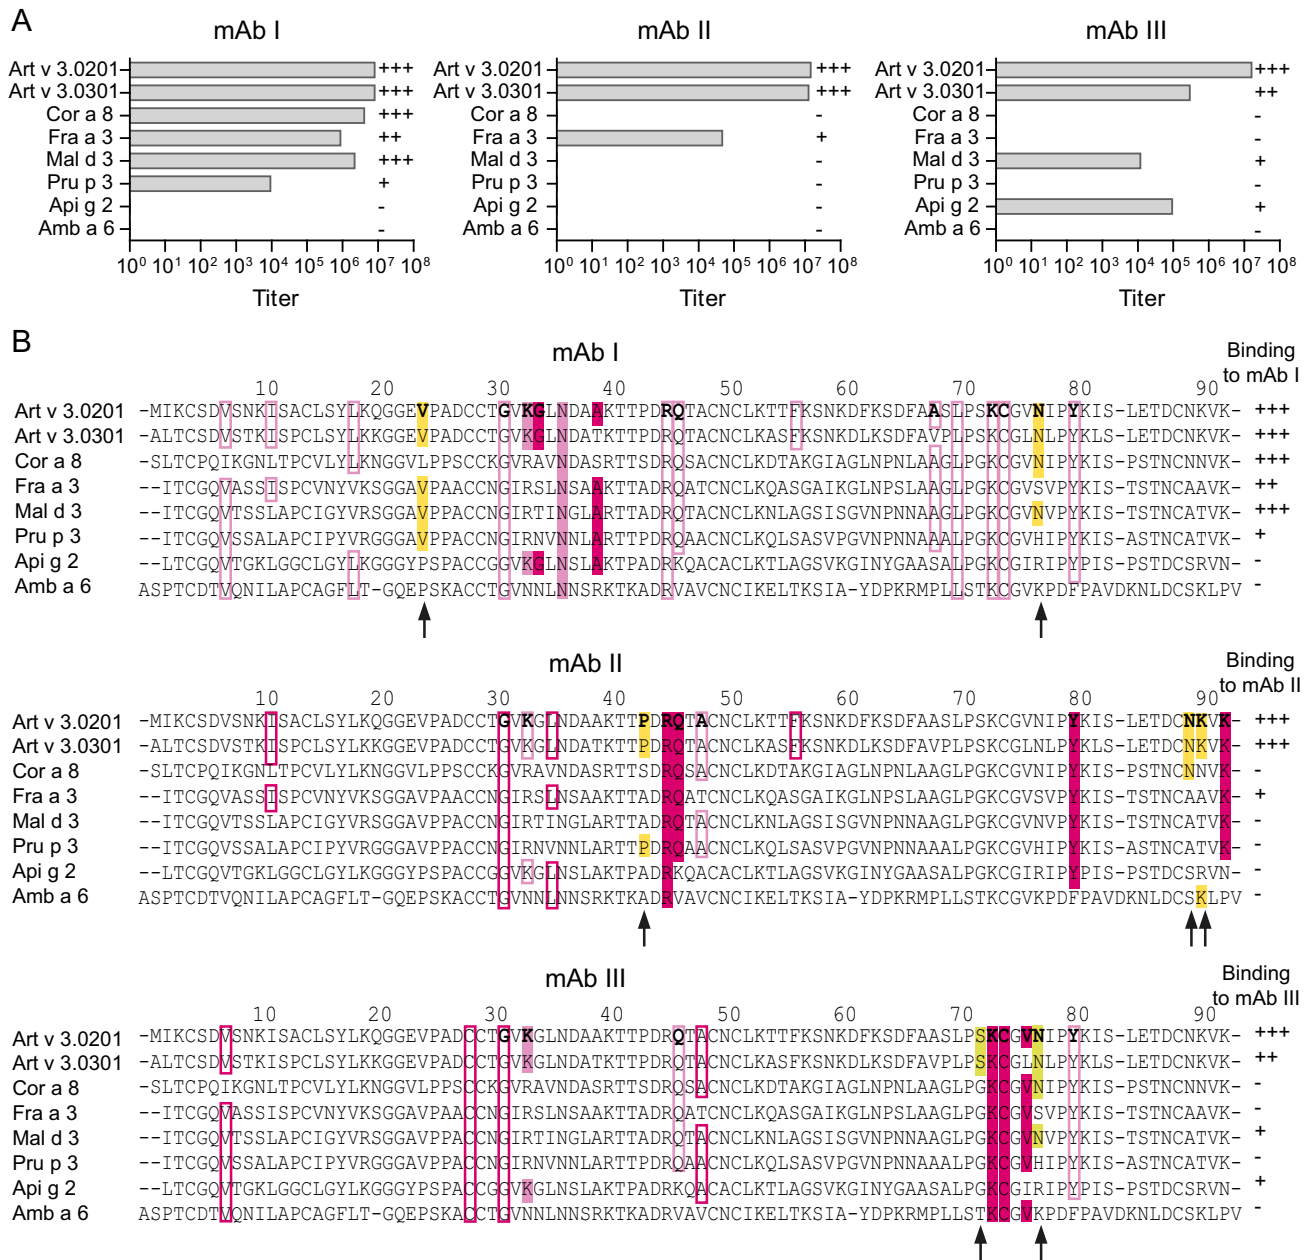 A
mAb I mAb II mAb III
Art v 3.0201 +++ Art v 3.0201 +++ Art v 3.0201 +++
Art v 3.0301 +++ Art v 3.0301 +++ Art v 3.0301 ++
Cor a 8 +++ Cor a 8 - Cor a 8 -
Fra a 3 ++ Fra a 3 + Fra a 3 -
Mal d 3 +++ Mal d 3 - Mal d 3 +
Pru p 3 + Pru p 3 - Pru p 3 -
Api g 2 - Api g 2 - Api g 2 +
Amb a 6 - Amb a 6 - Amb a 6 -
10⁰ 10¹ 10² 10³ 10⁴ 10⁵ 10⁶ 10⁷ 10⁸ 10⁰ 10¹ 10² 10³ 10⁴ 10⁵ 10⁶ 10⁷ 10⁸ 10⁰ 10¹ 10² 10³ 10⁴ 10⁵ 10⁶ 10⁷ 10⁸
Titer Titer Titer
B
mAb I
Binding
to mAb I
10 20 30 40 50 60 70 80 90
Art v 3.0201 -MIKCSDVSNKISACLSYLKQGGEVPADCCTGVKGLNDAAKTTPDRQTACNCLKTTFKSNKDFKSDFAASLPSKCGVNIPYKIS-LETDCNKVK- +++
Art v 3.0301 -ALTCSDVSTKISPCLSYLKKGGEVPADCCTGVKGLNDATKTTPDRQTACNCLKASFKSNKDLKSDFAVPLPSKCGLNLPYKLS-LETDCNKVK- +++
Cor a 8 -SLTCPQIKGNLTPCVLYLKNGGVLPPSCCKGVRAVNDASRTTSDRQSACNCLKDTAKGIAGLNPNLAAGLPGKCGVNIPYKIS-PSTNCNNVK- +++
Fra a 3 --ITCGQVASSISPCVNYVKSGGAVPAACCNGIRSLNSAAKTTADRQATCNCLKQASGAIKGLNPSLAAGLPGKCGVSVPYKIS-TSTNCAAVK- ++
Mal d 3 --ITCGQVTSSLAPCIGYVRSGGAVPPACCNGIRTINGLARTTADRQTACNCLKNLAGSISGVNPNNAAGLPGKCGVNVPYKIS-TSTNCATVK- +++
Pru p 3 --ITCGQVSSALAPCIPYVRGGGAVPPACCNGIRNVNNLARTTPDRQAACNCLKQLSASVPGVNPNNAAALPGKCGVHIPYKIS-ASTNCATVK- +
Api g 2 --LTCGQVTGKLGGCLGYLKGGGYPSPACCGGVKGLNSLAKTPADRKQACACLKTLAGSVKGINYGAASALPGKCGIRIPYPIS-PSTDCSRVN- -
Amb a 6 ASPTCDTVQNILAPCAGFLT-GQEPSKACCTGVNNLNNSRKTKADRVAVCNCIKELTKSIA-YDPKRMPLLSTKCGVKPDFPAVDKNLDCSKLPV -
mAb II
Binding
to mAb II
10 20 30 40 50 60 70 80 90
Art v 3.0201 -MIKCSDVSNKISACLSYLKQGGEVPADCCTGVKGLNDAAKTTPDRQTACNCLKTTFKSNKDFKSDFAASLPSKCGVNIPYKIS-LETDCNKVK- +++
Art v 3.0301 -ALTCSDVSTKISPCLSYLKKGGEVPADCCTGVKGLNDATKTTPDRQTACNCLKASFKSNKDLKSDFAVPLPSKCGLNLPYKLS-LETDCNKVK- +++
Cor a 8 -SLTCPQIKGNLTPCVLYLKNGGVLPPSCCKGVRAVNDASRTTSDRQSACNCLKDTAKGIAGLNPNLAAGLPGKCGVNIPYKIS-PSTNCNNVK- -
Fra a 3 --ITCGQVASSISPCVNYVKSGGAVPAACCNGIRSLNSAAKTTADRQATCNCLKQASGAIKGLNPSLAAGLPGKCGVSVPYKIS-TSTNCAAVK- +
Mal d 3 --ITCGQVTSSLAPCIGYVRSGGAVPPACCNGIRTINGLARTTADRQTACNCLKNLAGSISGVNPNNAAGLPGKCGVNVPYKIS-TSTNCATVK- -
Pru p 3 --ITCGQVSSALAPCIPYVRGGGAVPPACCNGIRNVNNLARTTPDRQAACNCLKQLSASVPGVNPNNAAALPGKCGVHIPYKIS-ASTNCATVK- -
Api g 2 --LTCGQVTGKLGGCLGYLKGGGYPSPACCGGVKGLNSLAKTPADRKQACACLKTLAGSVKGINYGAASALPGKCGIRIPYPIS-PSTDCSRVN- -
Amb a 6 ASPTCDTVQNILAPCAGFLT-GQEPSKACCTGVNNLNNSRKTKADRVAVCNCIKELTKSIA-YDPKRMPLLSTKCGVKPDFPAVDKNLDCSKLPV -
mAb III
Binding
to mAb III
10 20 30 40 50 60 70 80 90
Art v 3.0201 -MIKCSDVSNKISACLSYLKQGGEVPADCCTGVKGLNDAAKTTPDRQTACNCLKTTFKSNKDFKSDFAASLPSKCGVNIPYKIS-LETDCNKVK- +++
Art v 3.0301 -ALTCSDVSTKISPCLSYLKKGGEVPADCCTGVKGLNDATKTTPDRQTACNCLKASFKSNKDLKSDFAVPLPSKCGLNLPYKLS-LETDCNKVK- ++
Cor a 8 -SLTCPQIKGNLTPCVLYLKNGGVLPPSCCKGVRAVNDASRTTSDRQSACNCLKDTAKGIAGLNPNLAAGLPGKCGVNIPYKIS-PSTNCNNVK- -
Fra a 3 --ITCGQVASSISPCVNYVKSGGAVPAACCNGIRSLNSAAKTTADRQATCNCLKQASGAIKGLNPSLAAGLPGKCGVSVPYKIS-TSTNCAAVK- -
Mal d 3 --ITCGQVTSSLAPCIGYVRSGGAVPPACCNGIRTINGLARTTADRQTACNCLKNLAGSISGVNPNNAAGLPGKCGVNVPYKIS-TSTNCATVK- +
Pru p 3 --ITCGQVSSALAPCIPYVRGGGAVPPACCNGIRNVNNLARTTPDRQAACNCLKQLSASVPGVNPNNAAALPGKCGVHIPYKIS-ASTNCATVK- -
Api g 2 --LTCGQVTGKLGGCLGYLKGGGYPSPACCGGVKGLNSLAKTPADRKQACACLKTLAGSVKGINYGAASALPGKCGIRIPYPIS-PSTDCSRVN- +
Amb a 6 ASPTCDTVQNILAPCAGFLT-GQEPSKACCTGVNNLNNSRKTKADRVAVCNCIKELTKSIA-YDPKRMPLLSTKCGVKPDFPAVDKNLDCSKLPV -